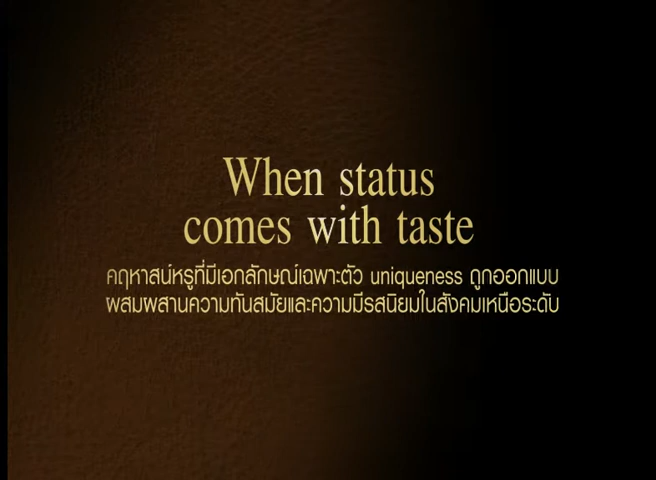 When status
comes with taste
คฤหาสน์หรูที่มีเอกลักษณ์เฉพาะตัว uniqueness ถูกออกแบบ
ผสมผสานความทันสมัยและความมีรสนิยมในสังคมเหนือระดับ